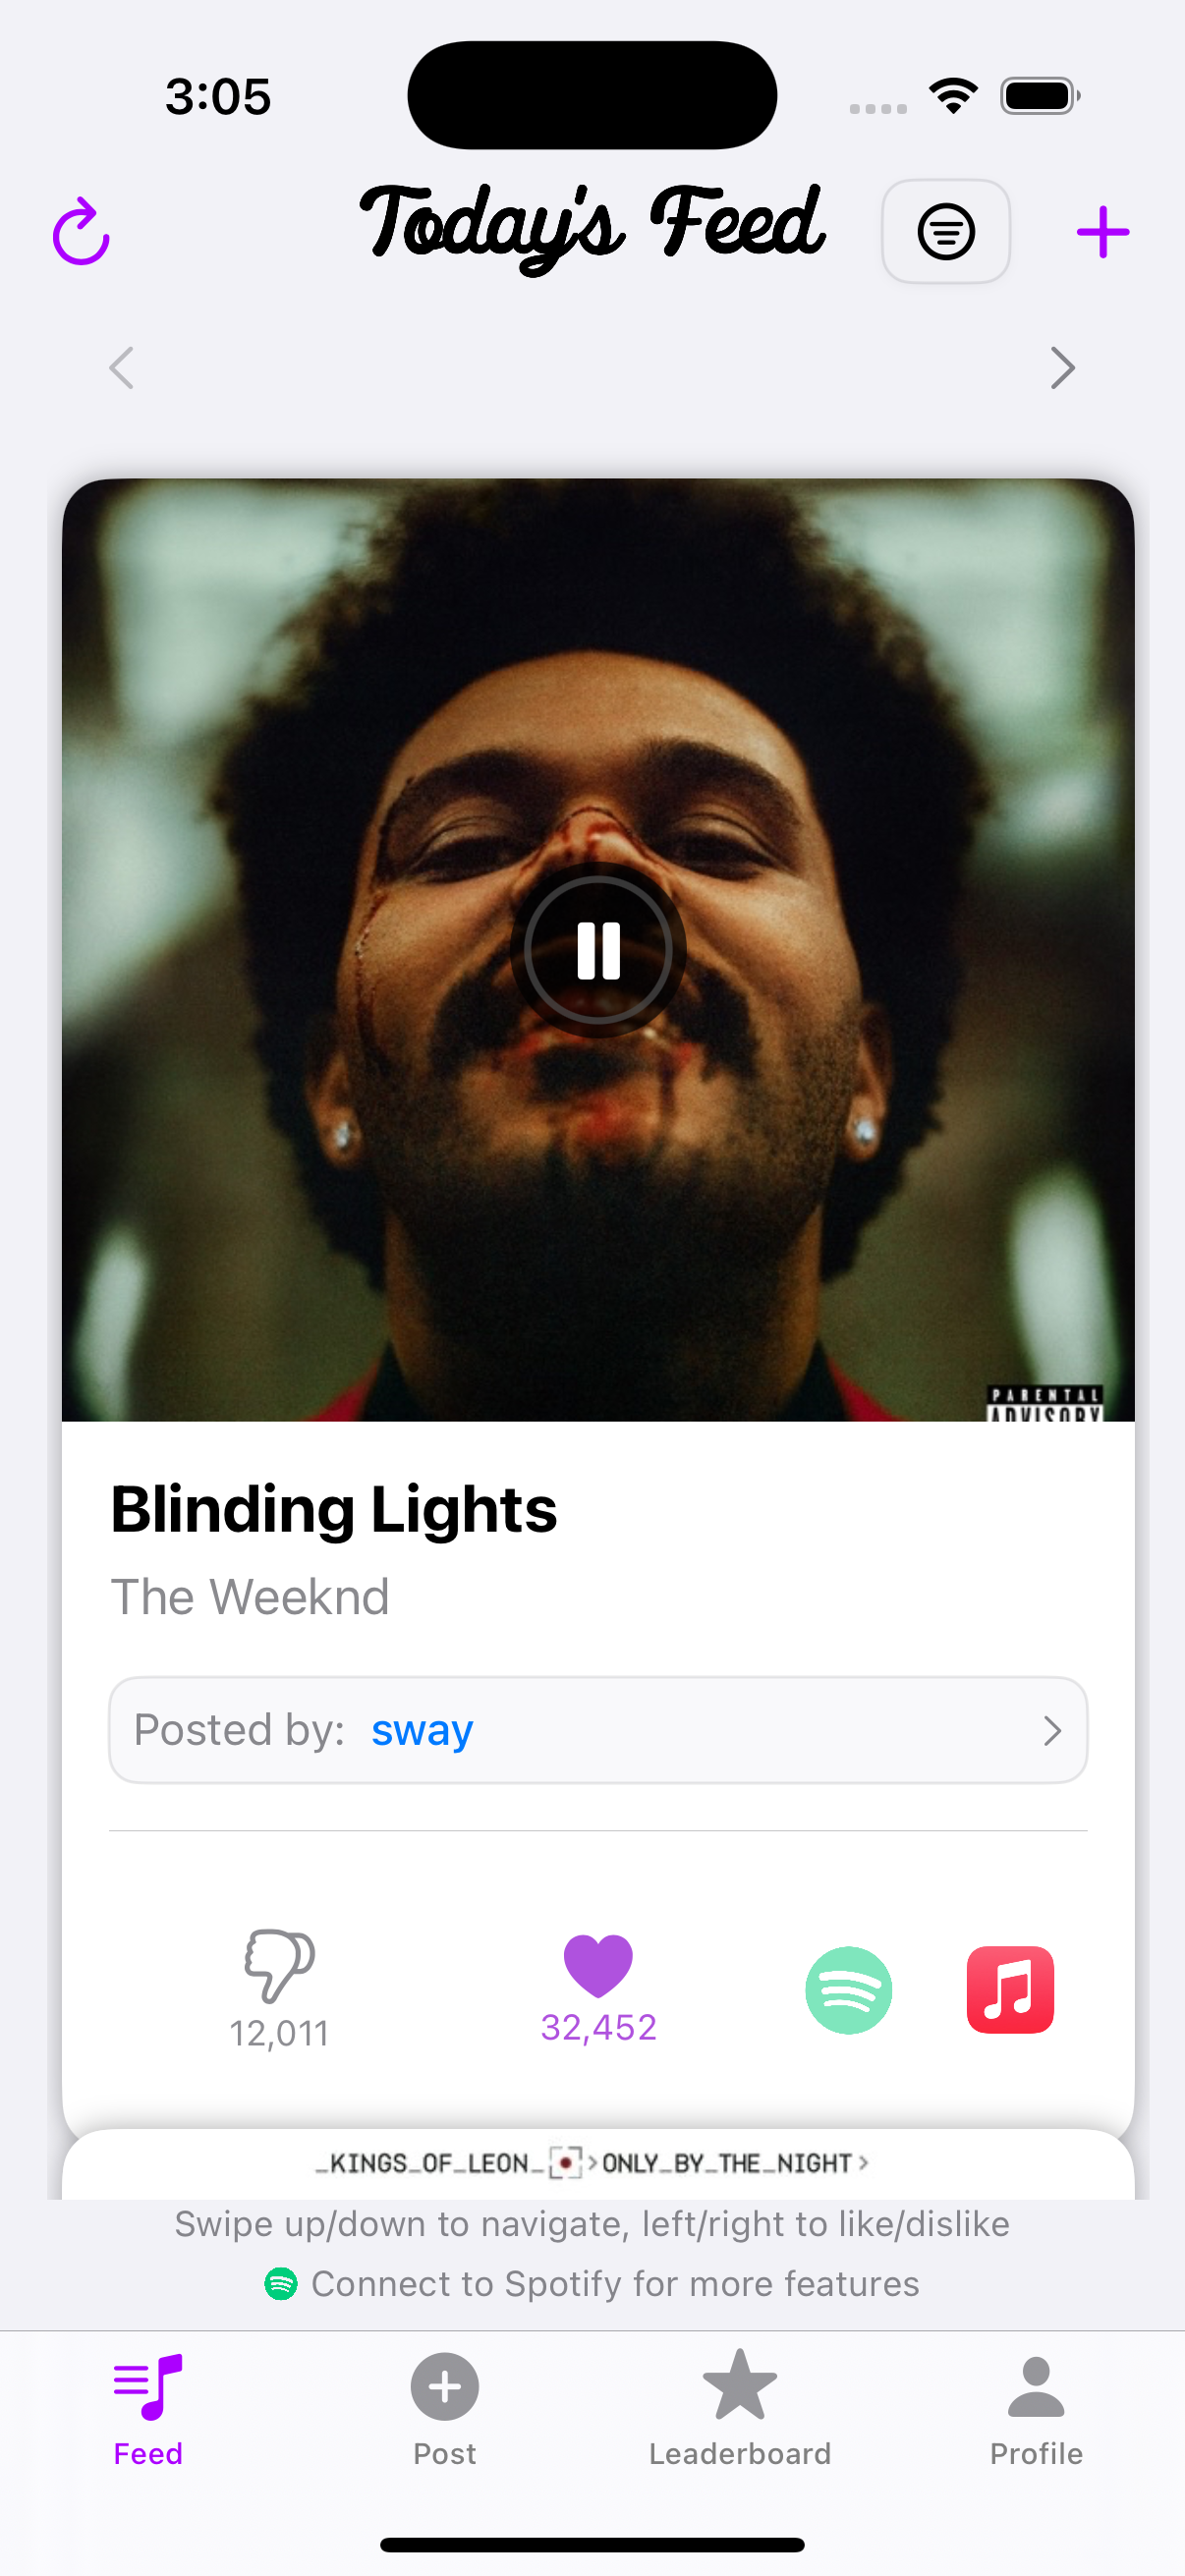 3:05
Today's Feed
PARENTAL
ADVISORY
Blinding Lights
The Weeknd
Posted by: sway
12,011
32,452
_KINGS_OF_LEON_ > ONLY_BY_THE_NIGHT >
Swipe up/down to navigate, left/right to like/dislike
Connect to Spotify for more features
Feed
Post
Leaderboard
Profile